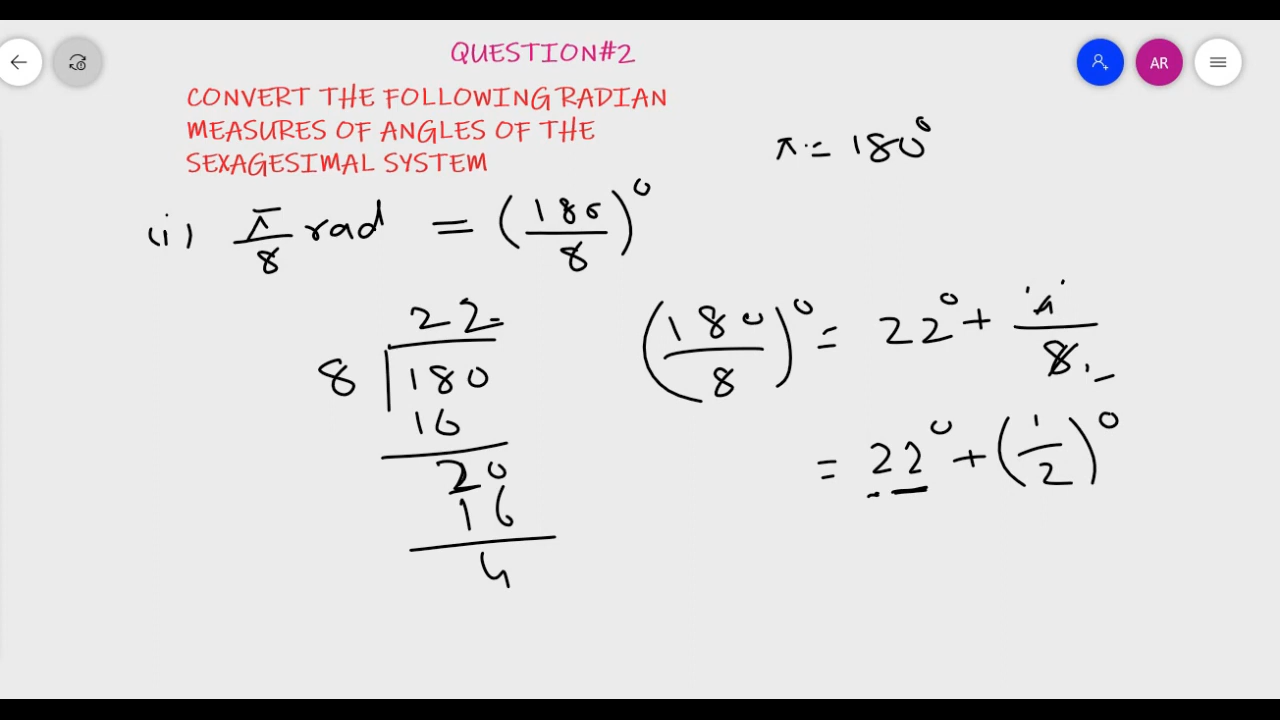 QUESTION#2
AR
CONVERT THE FOLLOWING RADIAN
MEASURES OF ANGLES OF THE
SEXAGESIMAL SYSTEM
π = 180°
(i) π/8 rad = (180/8)°
22
8 180
16
20
16
4
(180/8)° = 22° + 4/8
= 22° + (1/2)°